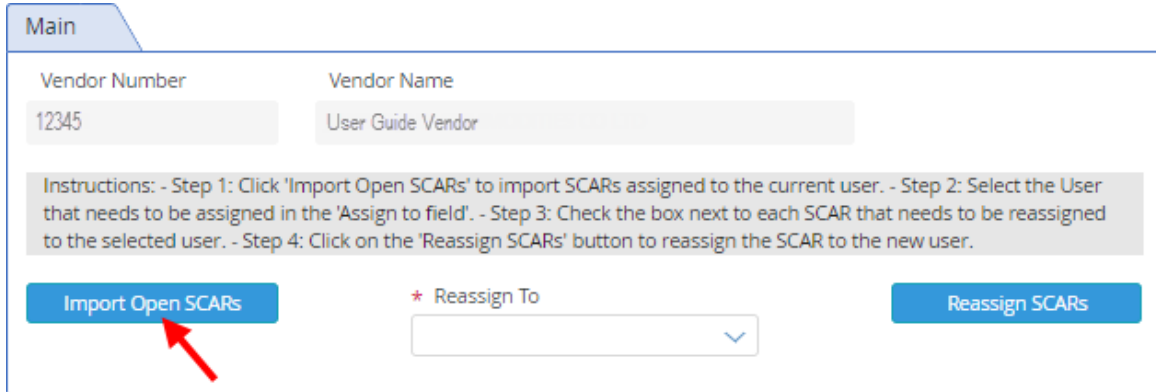 Main
Vendor Number
Vendor Name
12345
User Guide Vendor
Instructions: - Step 1: Click 'Import Open SCARs' to import SCARs assigned to the current user. - Step 2: Select the User
that needs to be assigned in the 'Assign to field'. - Step 3: Check the box next to each SCAR that needs to be reassigned
to the selected user. - Step 4: Click on the 'Reassign SCARs' button to reassign the SCAR to the new user.
Import Open SCARs
* Reassign To
Reassign SCARs